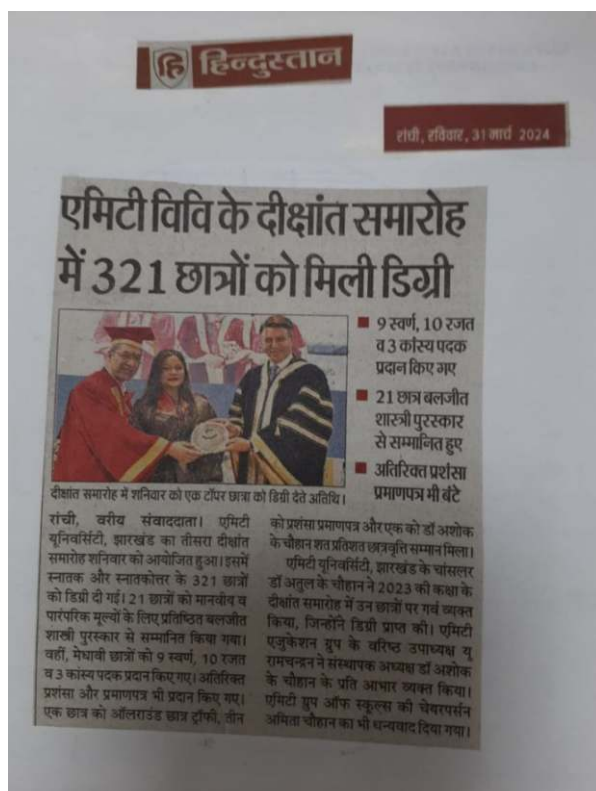 हि हिन्दुस्तान
रांची, रविवार, 31 मार्च 2024
एमिटी विवि के दीक्षांत समारोह
में 321 छात्रों को मिली डिग्री
9 स्वर्ण, 10 रजत
व 3 कांस्य पदक
प्रदान किए गए
21 छात्र बलजीत
शास्त्री पुरस्कार
से सम्मानित हुए
अतिरिक्त प्रशंसा
प्रमाणपत्र भी बंटे
दीक्षांत समारोह में शनिवार को एक टॉपर छात्रा को डिग्री देते अतिथि।
रांची, वरीय संवाददाता। एमिटी
यूनिवर्सिटी, झारखंड का तीसरा दीक्षांत
समारोह शनिवार को आयोजित हुआ। इसमें
स्नातक और स्नातकोत्तर के 321 छात्रों
को डिग्री दी गई। 21 छात्रों को मानवीय व
पारंपरिक मूल्यों के लिए प्रतिष्ठित बलजीत
शास्त्री पुरस्कार से सम्मानित किया गया।
वहीं, मेधावी छात्रों को 9 स्वर्ण, 10 रजत
व 3 कांस्य पदक प्रदान किए गए। अतिरिक्त
प्रशंसा और प्रमाणपत्र भी प्रदान किए गए।
एक छात्र को ऑलराउंड छात्र ट्रॉफी, तीन
को प्रशंसा प्रमाणपत्र और एक को डॉ अशोक
के चौहान शत प्रतिशत छात्रवृत्ति सम्मान मिला।
एमिटी यूनिवर्सिटी, झारखंड के चांसलर
डॉ अतुल के चौहान ने 2023 की कक्षा के
दीक्षांत समारोह में उन छात्रों पर गर्व व्यक्त
किया, जिन्होंने डिग्री प्राप्त की। एमिटी
एजुकेशन ग्रुप के वरिष्ठ उपाध्यक्ष यू
रामचन्द्रन ने संस्थापक अध्यक्ष डॉ अशोक
के चौहान के प्रति आभार व्यक्त किया।
एमिटी ग्रुप ऑफ स्कूल्स की चेयरपर्सन
अमिता चौहान का भी धन्यवाद दिया गया।